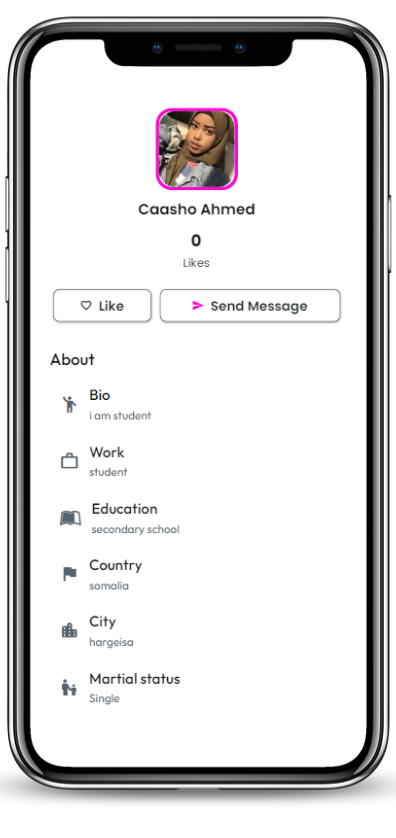 Caasho Ahmed
0
Likes
Like
Send Message
About
Bio
i am student
Work
student
Education
secondary school
Country
somalia
City
hargeisa
Martial status
Single